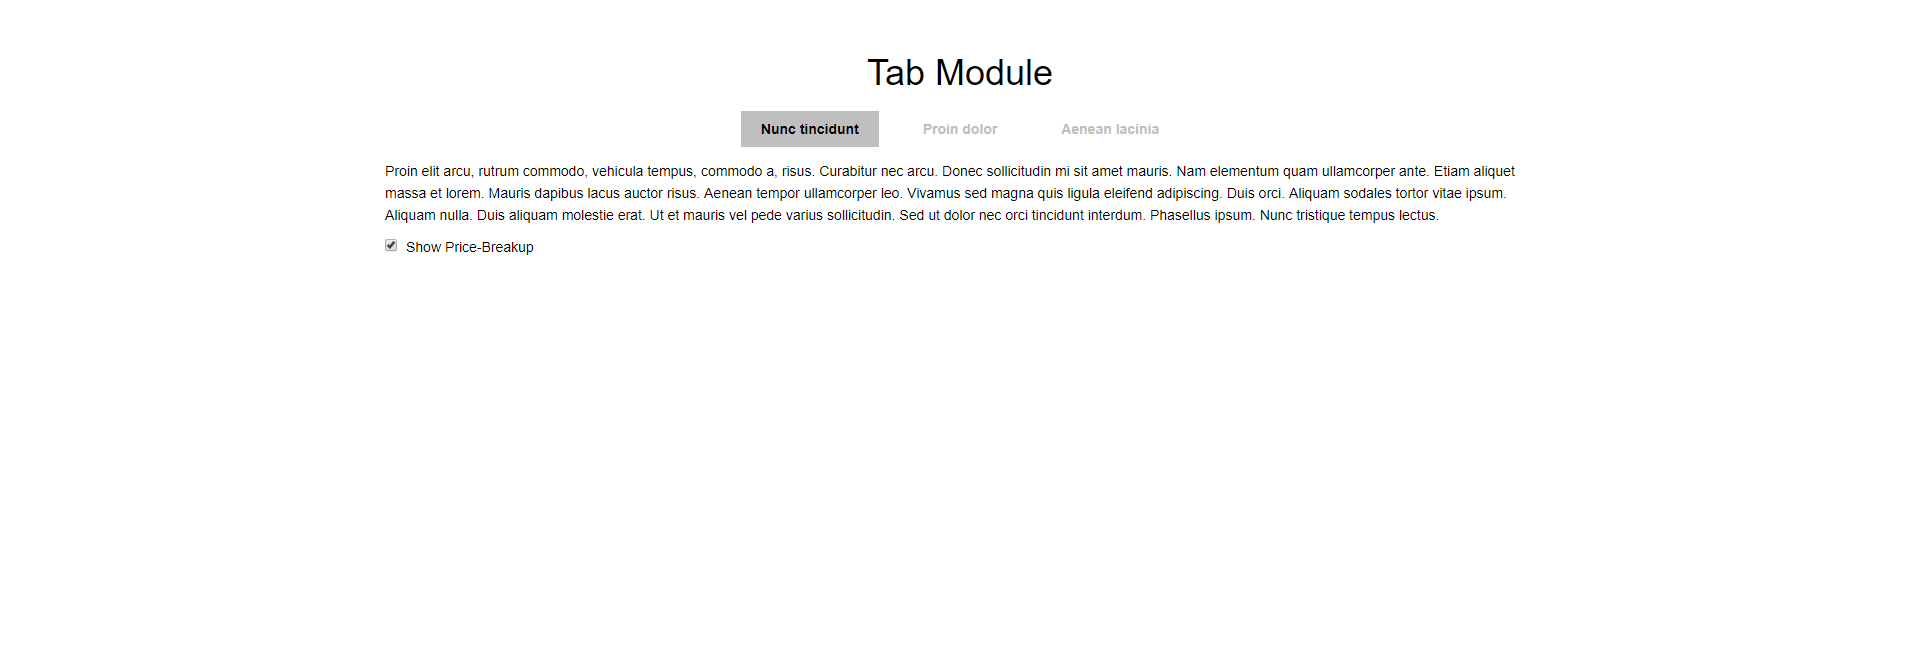 Tab Module
Nunc tincidunt Proin dolor Aenean lacinia
Proin elit arcu, rutrum commodo, vehicula tempus, commodo a, risus. Curabitur nec arcu. Donec sollicitudin mi sit amet mauris. Nam elementum quam ullamcorper ante. Etiam aliquet
massa et lorem. Mauris dapibus lacus auctor risus. Aenean tempor ullamcorper leo. Vivamus sed magna quis ligula eleifend adipiscing. Duis orci. Aliquam sodales tortor vitae ipsum.
Aliquam nulla. Duis aliquam molestie erat. Ut et mauris vel pede varius sollicitudin. Sed ut dolor nec orci tincidunt interdum. Phasellus ipsum. Nunc tristique tempus lectus.
Show Price-Breakup